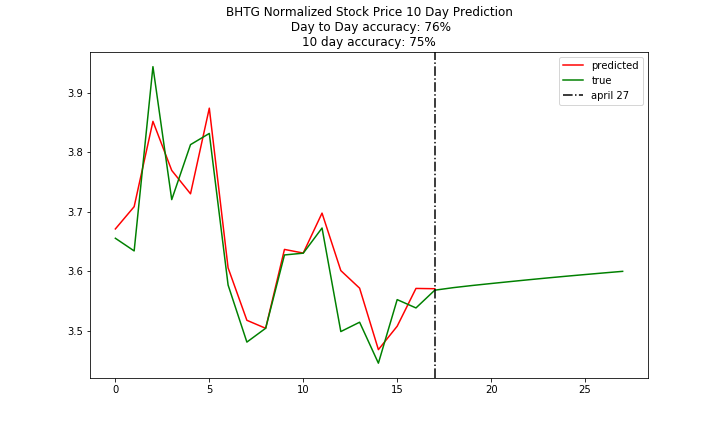 BHTG Normalized Stock Price 10 Day Prediction
Day to Day accuracy: 76%
10 day accuracy: 75%
predicted
true
april 27
3.9
3.8
3.7
3.6
3.5
0 5 10 15 20 25